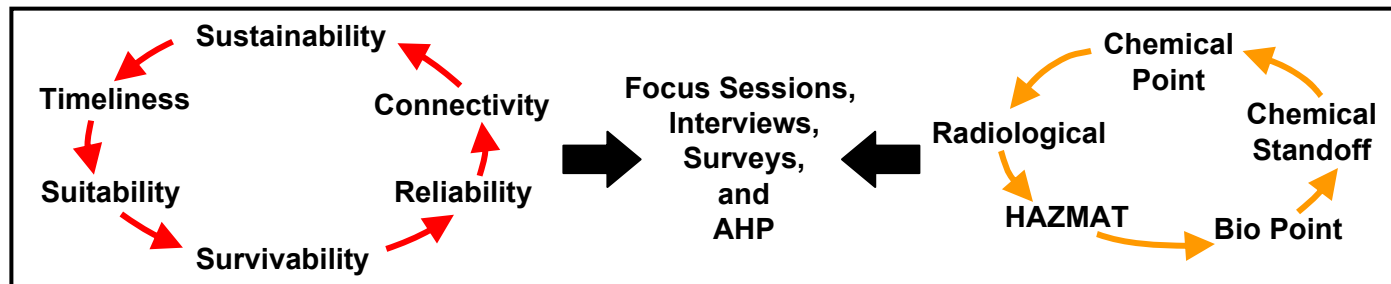 Sustainability
Timeliness
Connectivity
Suitability
Reliability
Survivability
Focus Sessions,
Interviews,
Surveys,
and
AHP
Chemical
Point
Radiological
Chemical
Standoff
HAZMAT
Bio Point